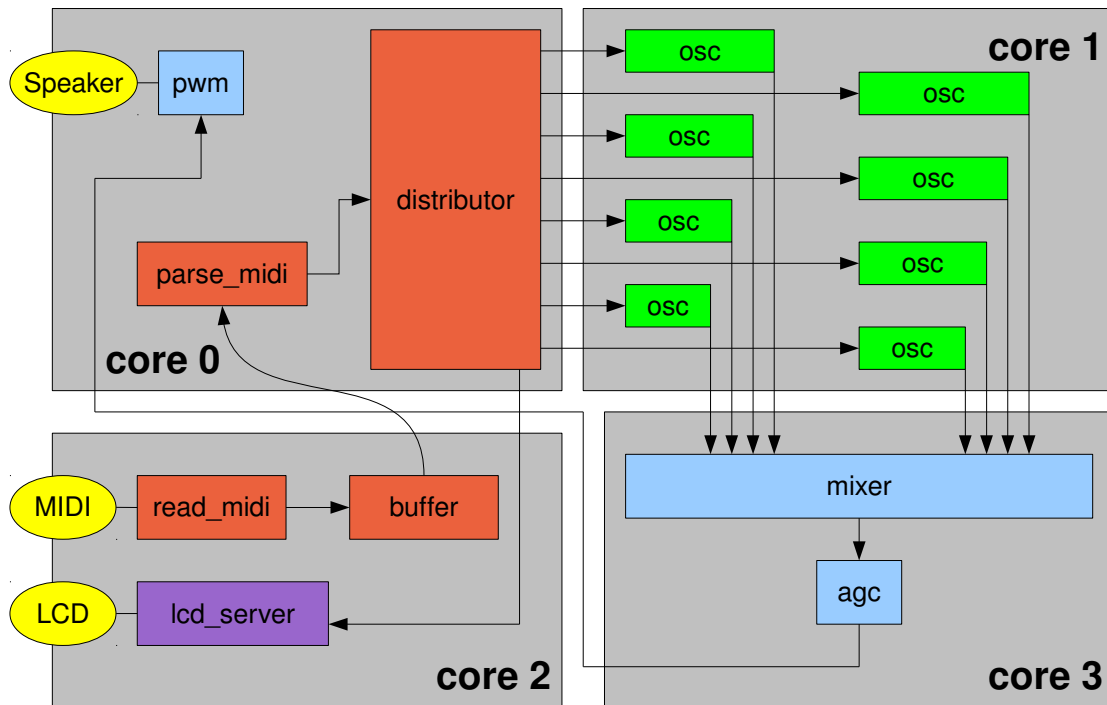 Speaker
pwm
distributor
parse_midi
core 0
osc
core 1
osc
osc
osc
osc
osc
osc
osc
MIDI
read_midi
buffer
LCD
lcd_server
core 2
mixer
agc
core 3